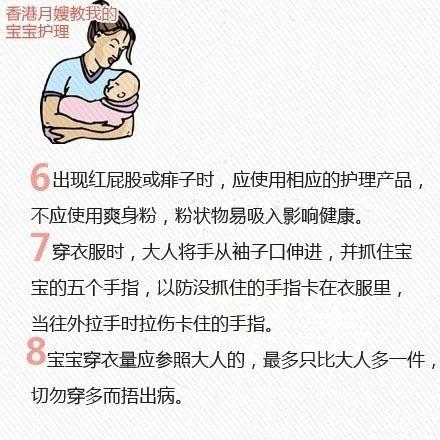 香港月嫂教我的
宝宝护理
6出现红屁股或痱子时，应使用相应的护理产品，
不应使用爽身粉，粉状物易吸入影响健康。
7穿衣服时，大人将手从袖子口伸进，并抓住宝
宝的五个手指，以防没抓住的手指卡在衣服里，
当往外拉手时拉伤卡住的手指。
8宝宝穿衣量应参照大人的，最多只比大人多一件，
切勿穿多而捂出病。